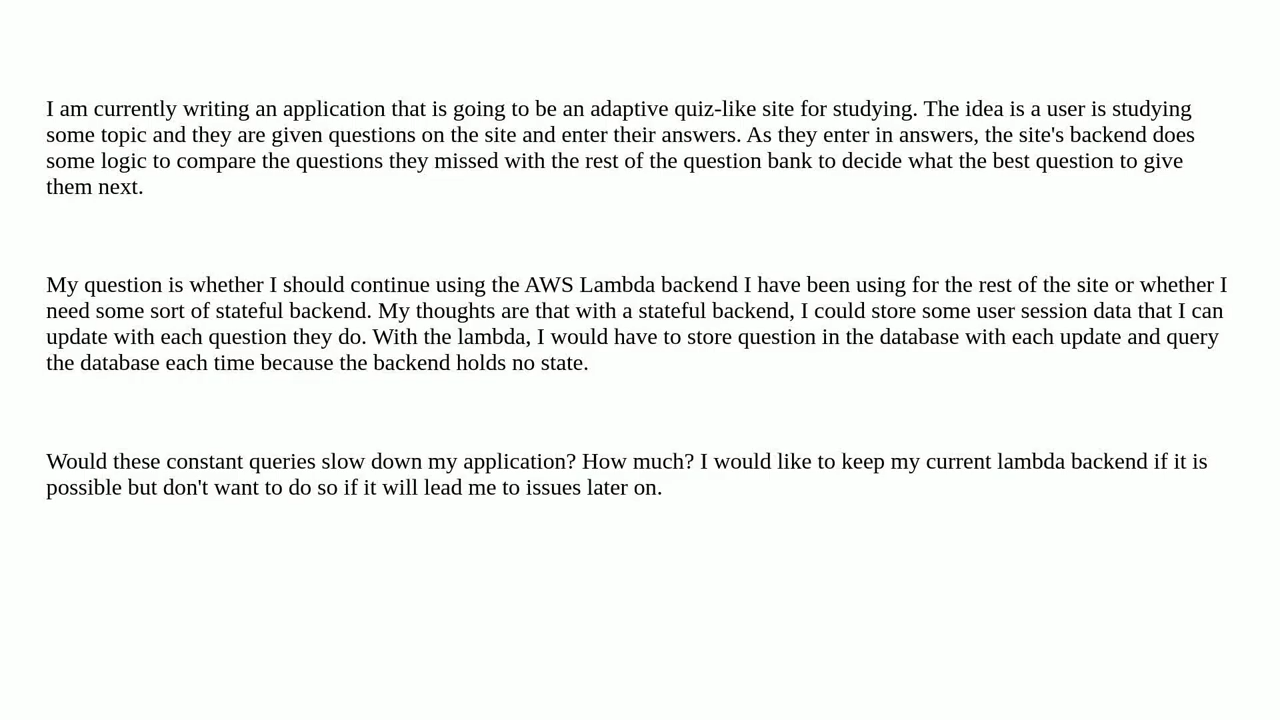 I am currently writing an application that is going to be an adaptive quiz-like site for studying. The idea is a user is studying
some topic and they are given questions on the site and enter their answers. As they enter in answers, the site's backend does
some logic to compare the questions they missed with the rest of the question bank to decide what the best question to give
them next.
My question is whether I should continue using the AWS Lambda backend I have been using for the rest of the site or whether I
need some sort of stateful backend. My thoughts are that with a stateful backend, I could store some user session data that I can
update with each question they do. With the lambda, I would have to store question in the database with each update and query
the database each time because the backend holds no state.
Would these constant queries slow down my application? How much? I would like to keep my current lambda backend if it is
possible but don't want to do so if it will lead me to issues later on.